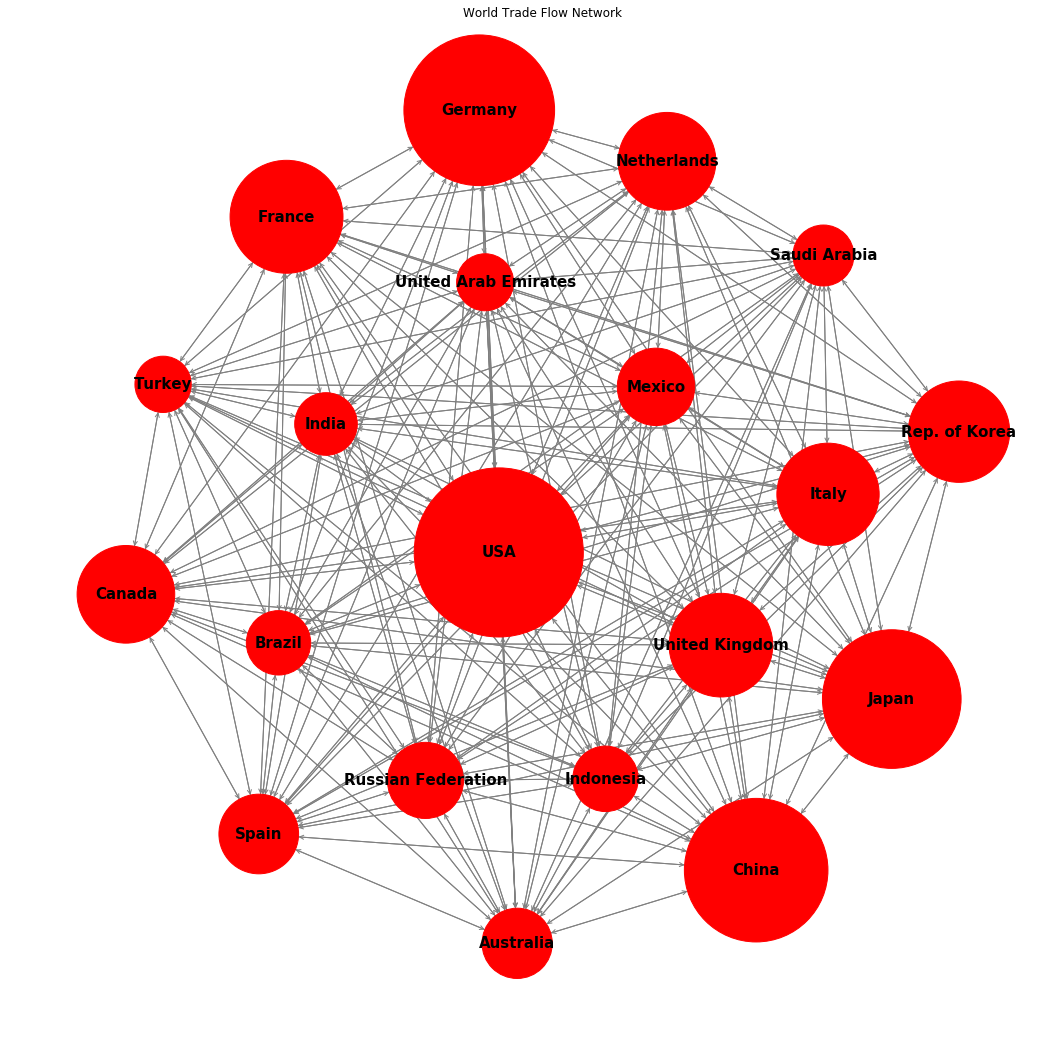 World Trade Flow Network
Germany
Netherlands
France
Saudi Arabia
United Arab Emirates
Turkey
Mexico
India
Rep. of Korea
Italy
USA
Canada
Brazil
United Kingdom
Japan
Russian Federation
Indonesia
Spain
China
Australia